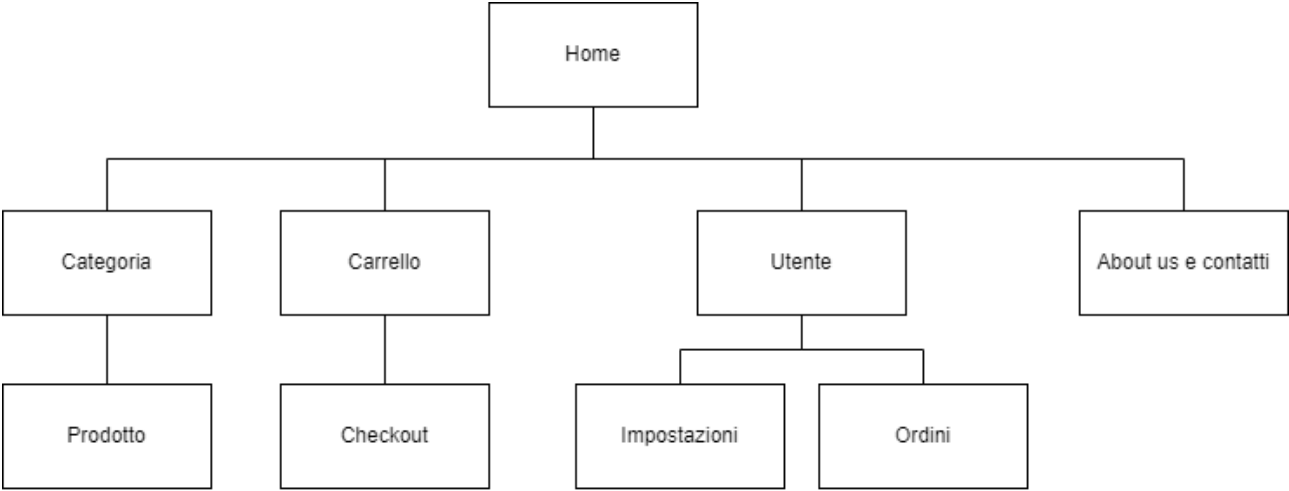 Home
Categoria
Carrello
Utente
About us e contatti
Prodotto
Checkout
Impostazioni
Ordini